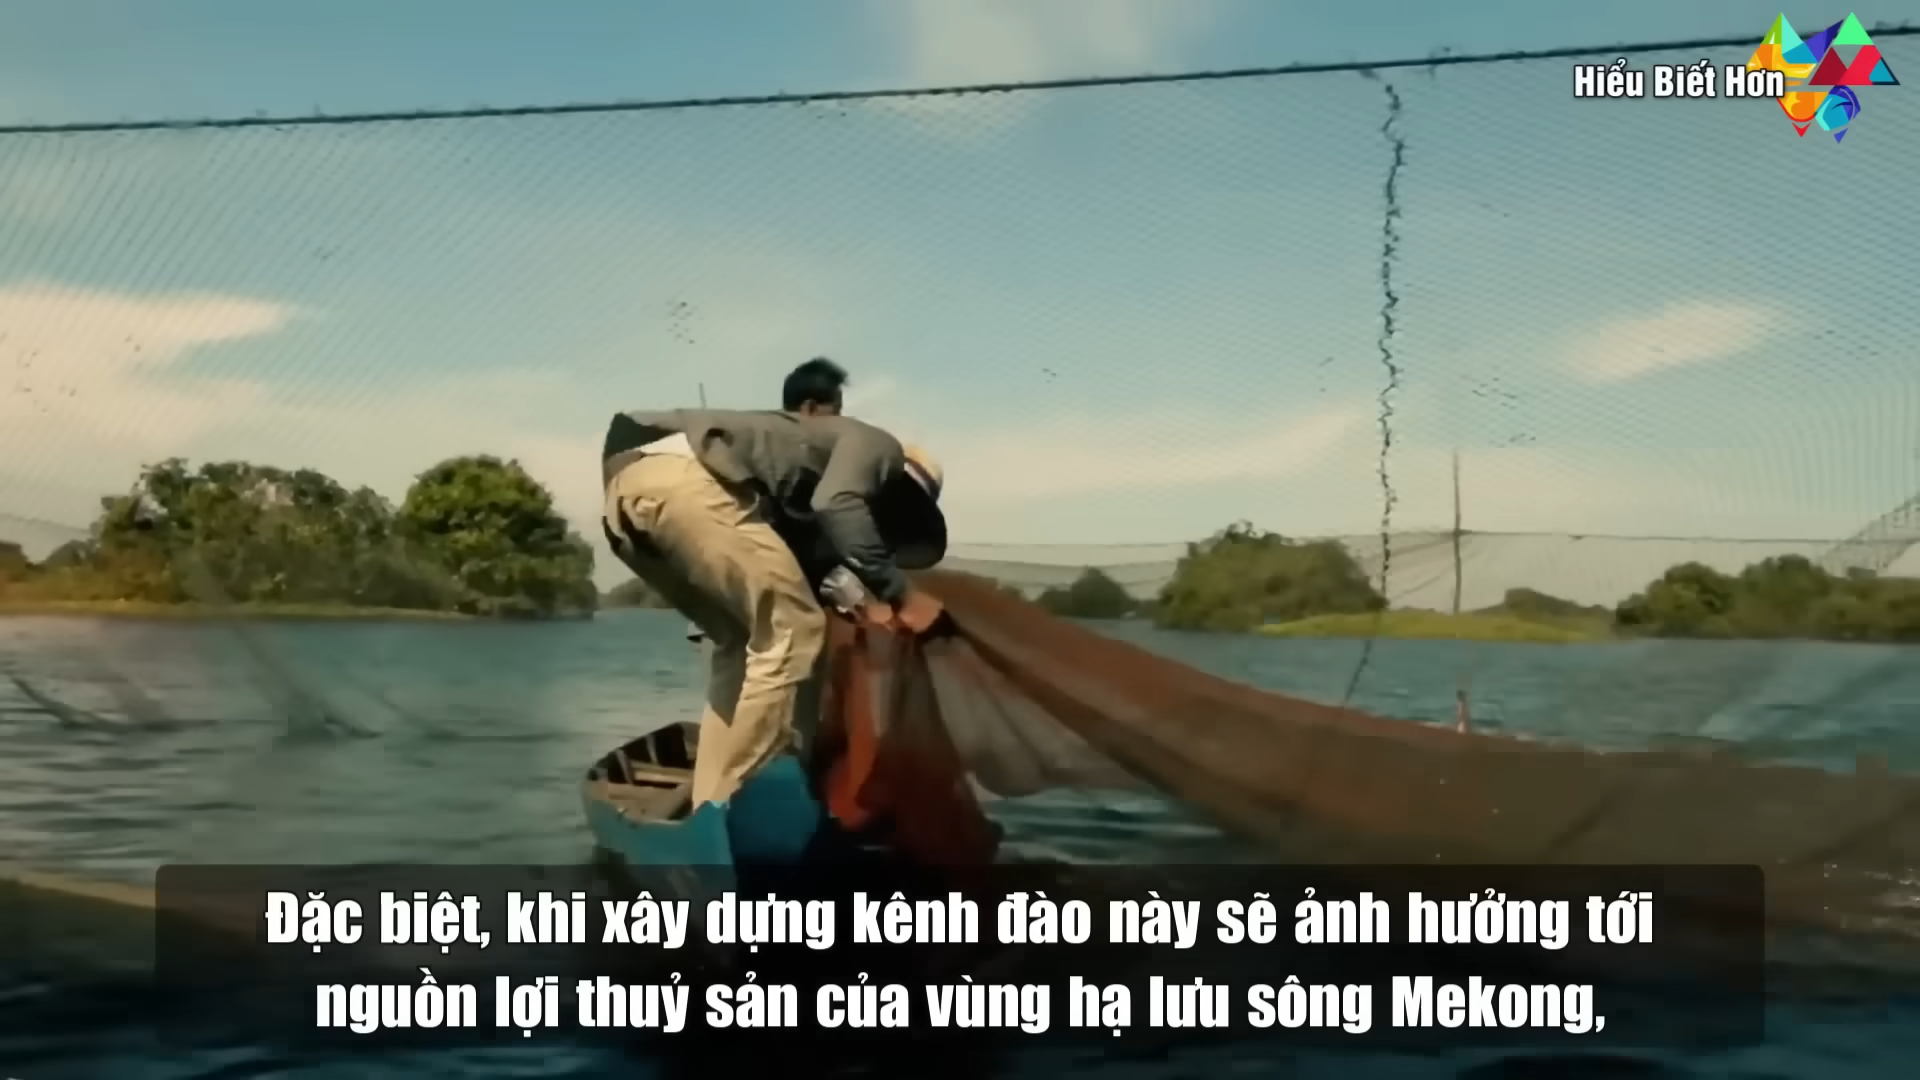 Hiểu Biết Hơn
Đặc biệt, khi xây dựng kênh đào này sẽ ảnh hưởng tới
nguồn lợi thuỷ sản của vùng hạ lưu sông Mekong,